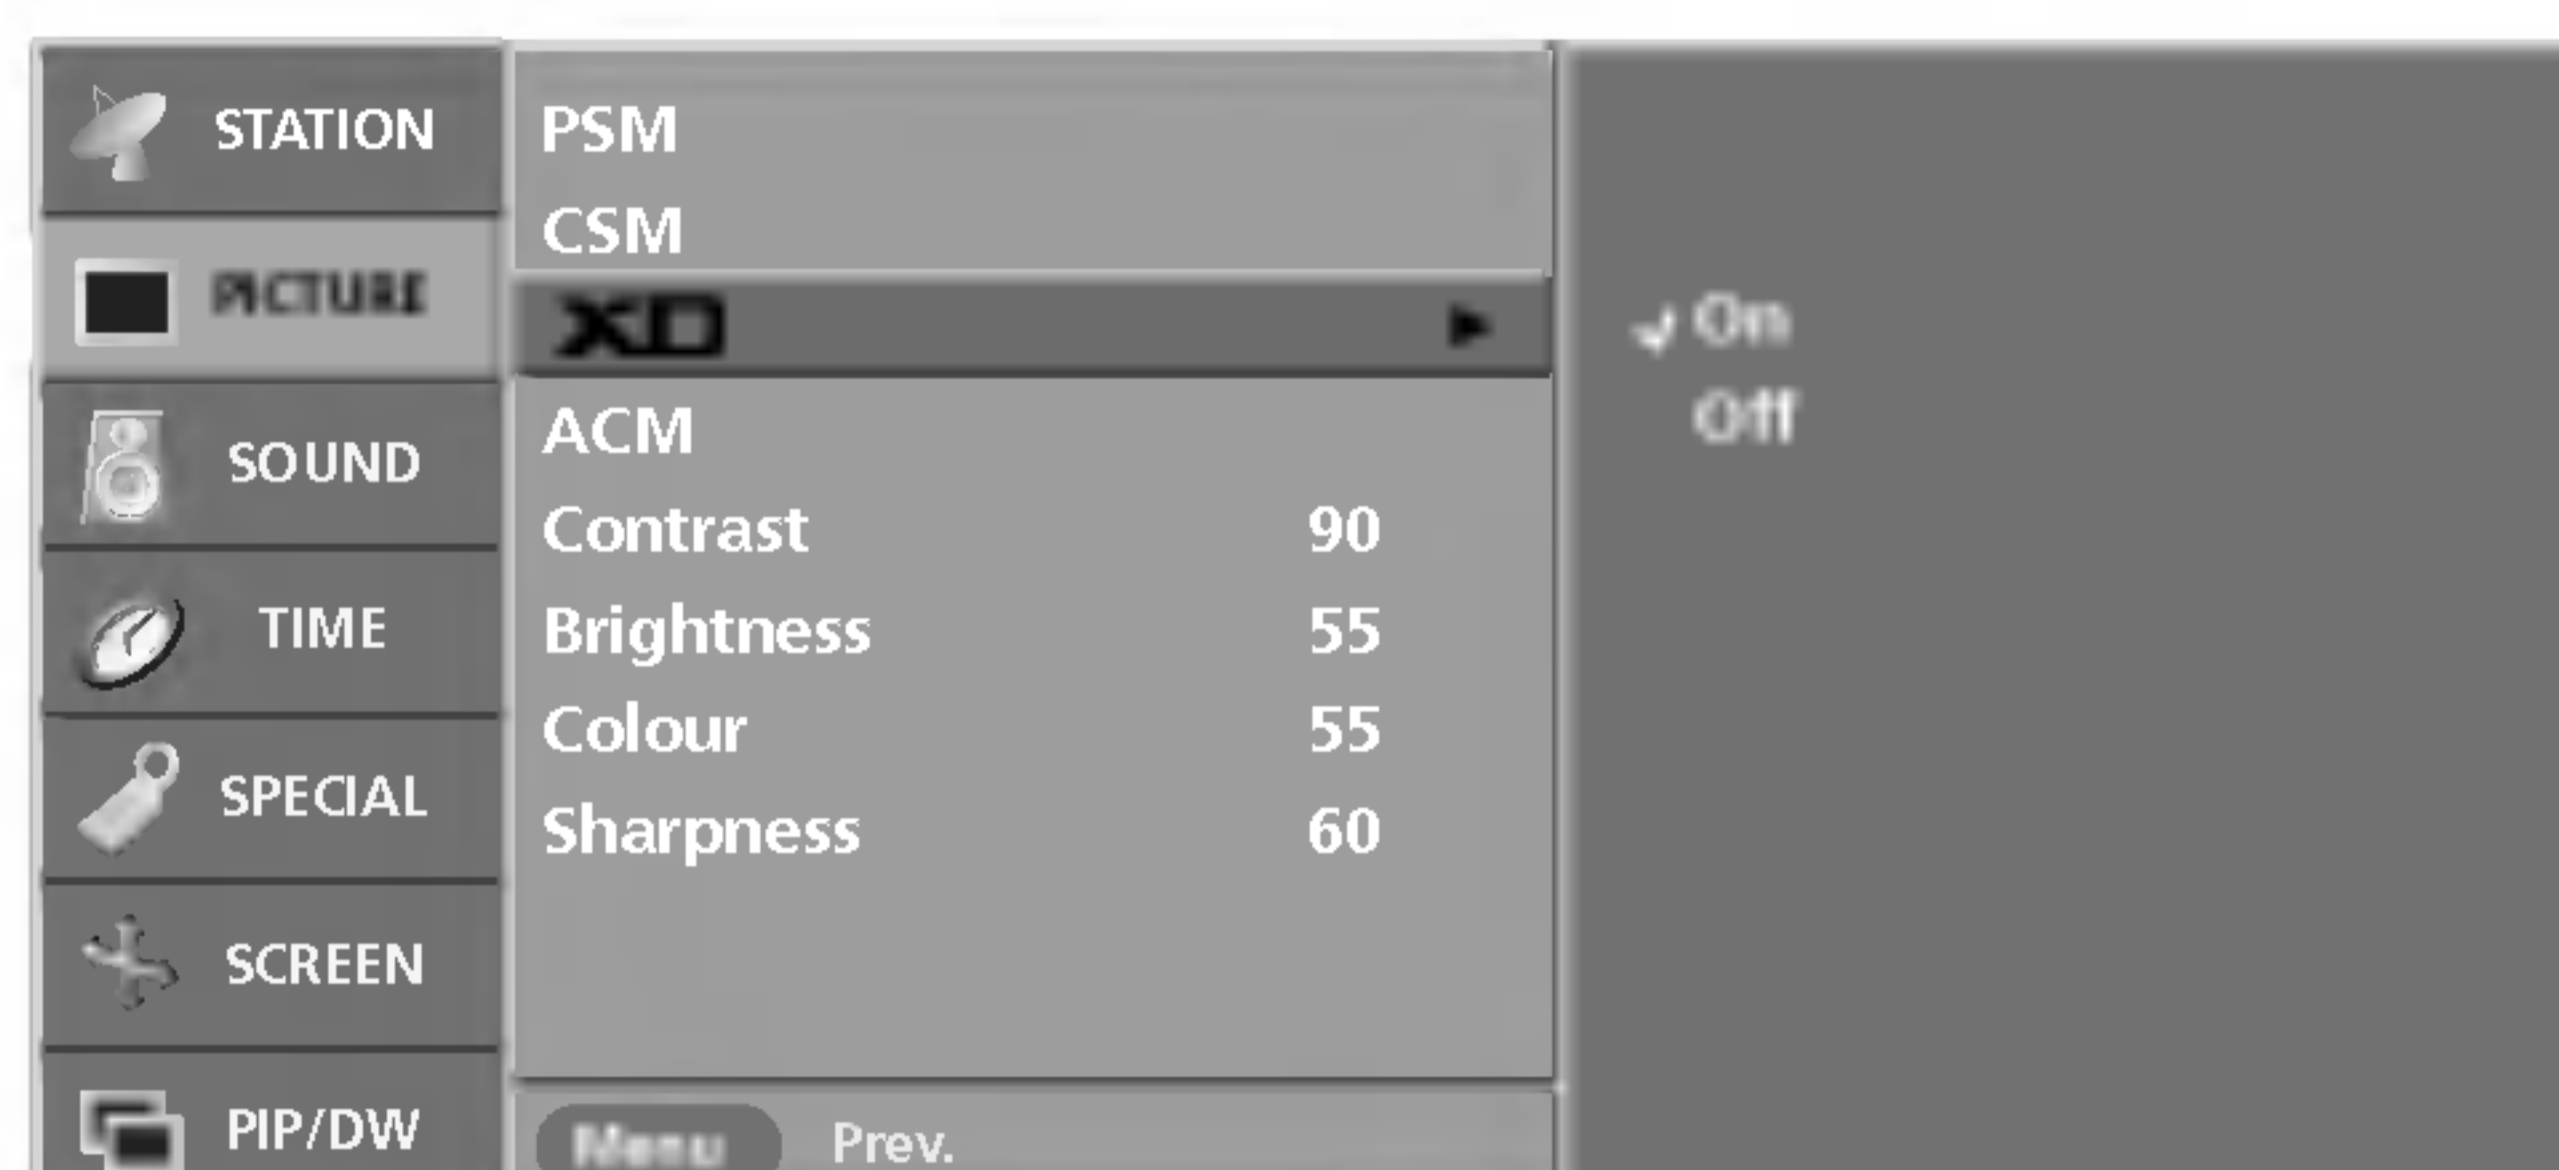 STATION
PICTURE
SOUND
TIME
SPECIAL
SCREEN
PIP/DW
PSM
CSM
XD
ACM
Contrast 90
Brightness 55
Colour 55
Sharpness 60
Menu Prev.
On
Off